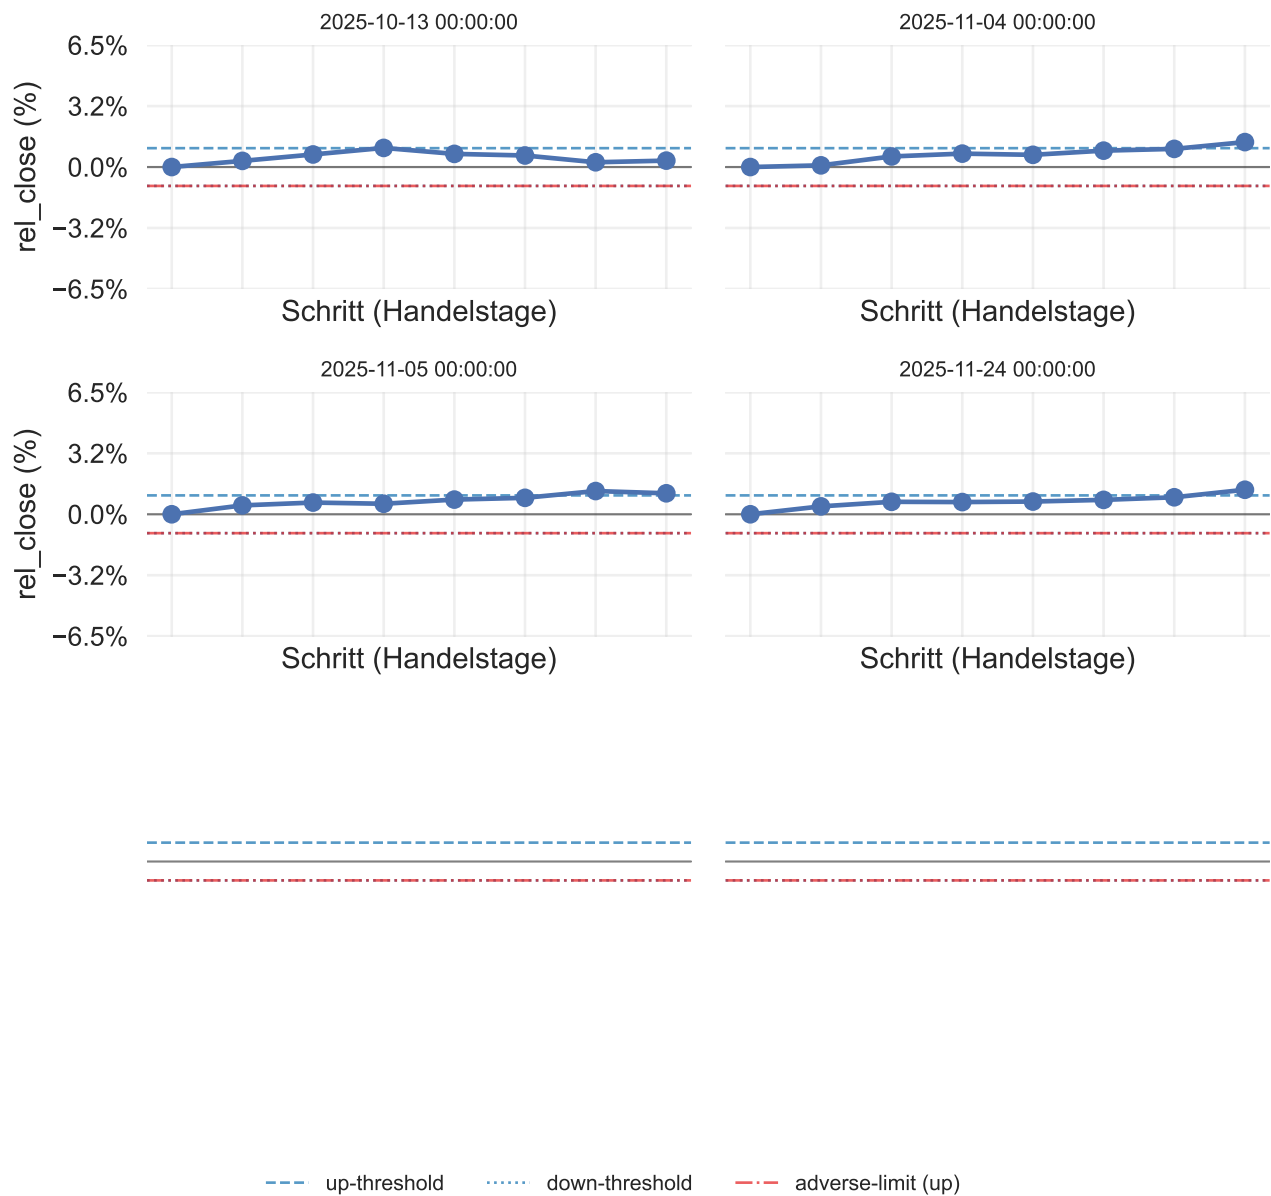 2025-10-13 00:00:00
2025-11-04 00:00:00
6.5%
3.2%
0.0%
−3.2%
−6.5%
rel_close (%)
Schritt (Handelstage)
Schritt (Handelstage)
2025-11-05 00:00:00
2025-11-24 00:00:00
6.5%
3.2%
0.0%
−3.2%
−6.5%
rel_close (%)
Schritt (Handelstage)
Schritt (Handelstage)
up-threshold
down-threshold
adverse-limit (up)